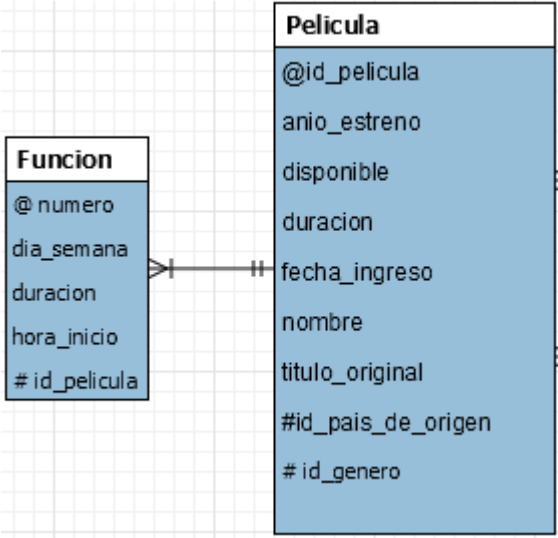 Funcion
@ numero
dia_semana
duracion
hora_inicio
# id_pelicula
Pelicula
@id_pelicula
anio_estreno
disponible
duracion
fecha_ingreso
nombre
titulo_original
#id_pais_de_origen
# id_genero